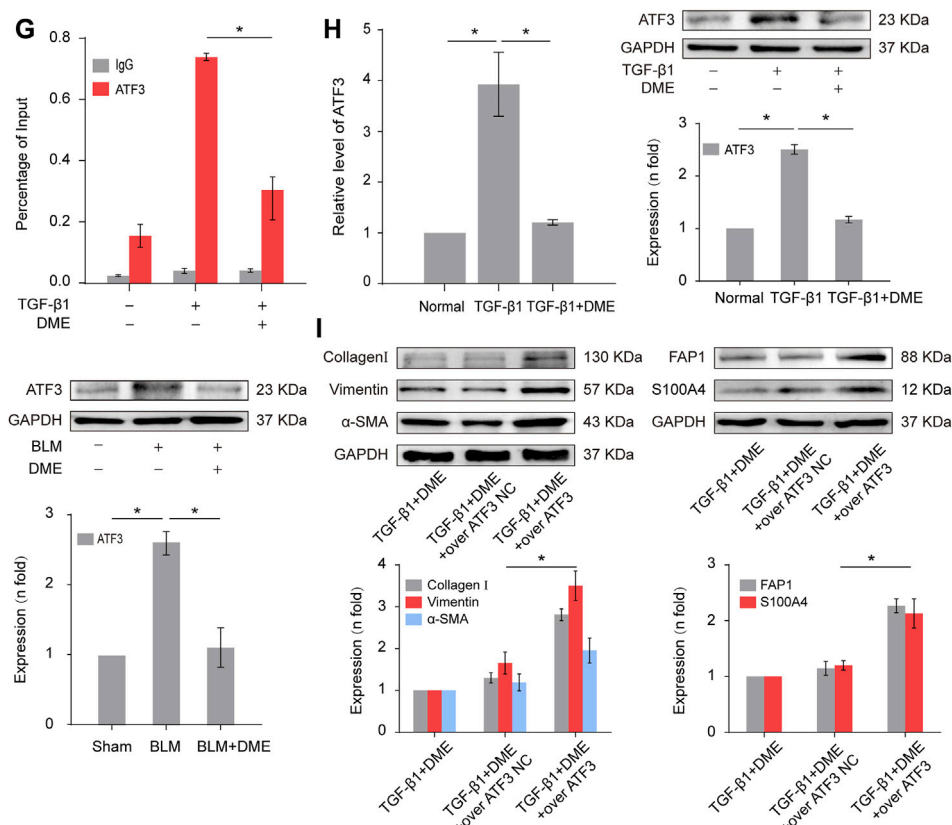 G
*
IgG
ATF3
Percentage of Input
0.8
0.6
0.4
0.2
0.0
TGF-β1 − + +
DME − − +
H
* *
Relative level of ATF3
5
4
3
2
1
0
Normal TGF-β1 TGF-β1+DME
ATF3 23 KDa
GAPDH 37 KDa
TGF-β1 − + +
DME − − +
* *
ATF3
Expression (n fold)
3
2
1
0
Normal TGF-β1 TGF-β1+DME
ATF3 23 KDa
GAPDH 37 KDa
BLM − + +
DME − − +
* *
ATF3
Expression (n fold)
3
2
1
0
Sham BLM BLM+DME
I
CollagenI 130 KDa
Vimentin 57 KDa
α-SMA 43 KDa
GAPDH 37 KDa
TGF-β1+DME
TGF-β1+DME
+over ATF3 NC
TGF-β1+DME
+over ATF3
FAP1 88 KDa
S100A4 12 KDa
GAPDH 37 KDa
TGF-β1+DME
TGF-β1+DME
+over ATF3 NC
TGF-β1+DME
+over ATF3
*
Collagen I
Vimentin
α-SMA
Expression (n fold)
4
3
2
1
0
TGF-β1+DME
TGF-β1+DME
+over ATF3 NC
TGF-β1+DME
+over ATF3
*
FAP1
S100A4
Expression (n fold)
3
2
1
0
TGF-β1+DME
TGF-β1+DME
+over ATF3 NC
TGF-β1+DME
+over ATF3